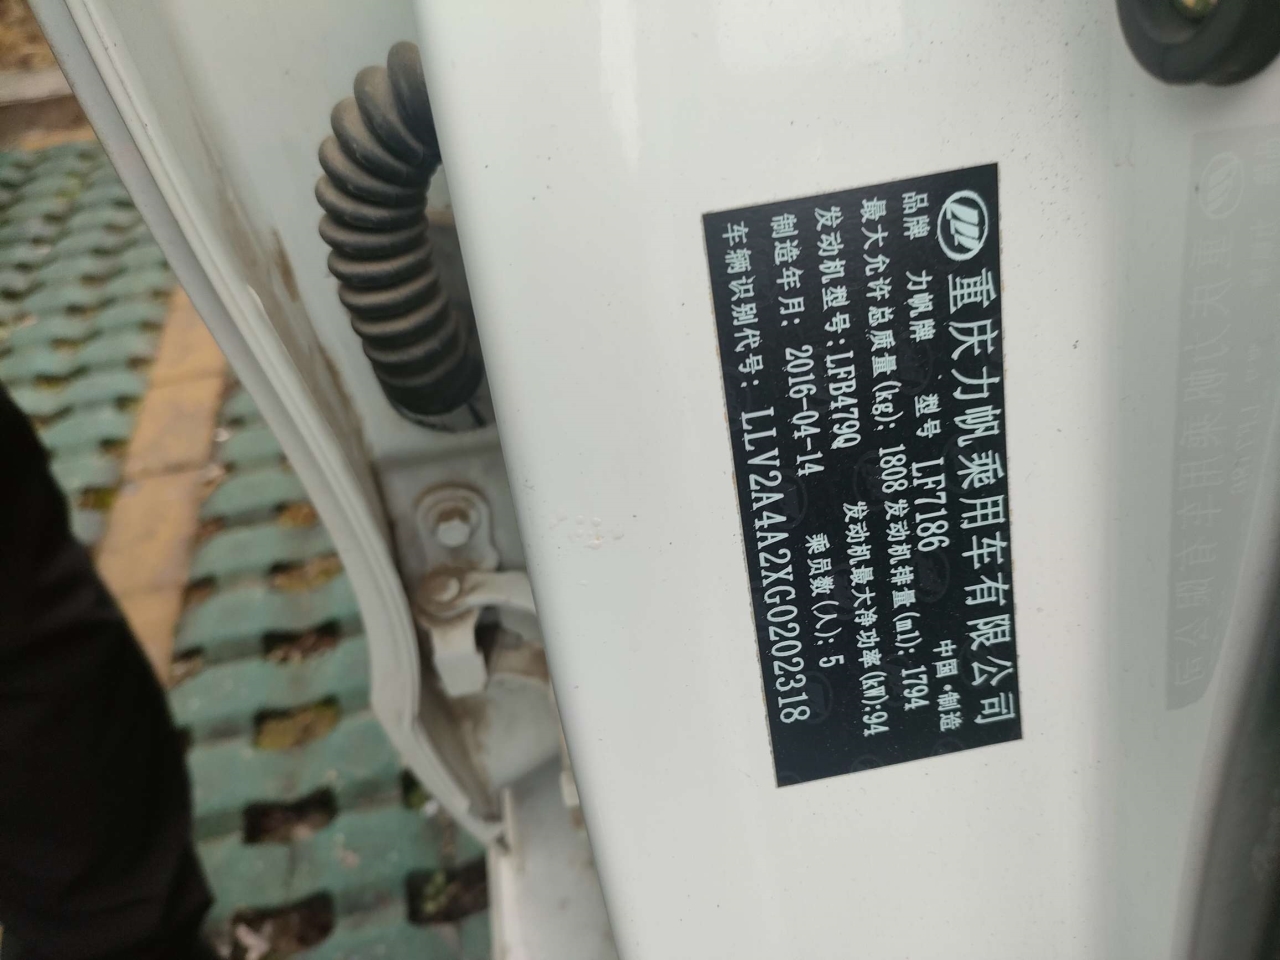 重庆力帆乘用车有限公司
品牌 力帆牌 型号 LF7186 中国·制造
最大允许总质量(kg): 1808 发动机排量(ml): 1794
发动机型号: LFB479Q 发动机最大净功率(kW):94
制造年月: 2016-04-14 乘员数(人): 5
车辆识别代号: LLV2A4A2XG0202318